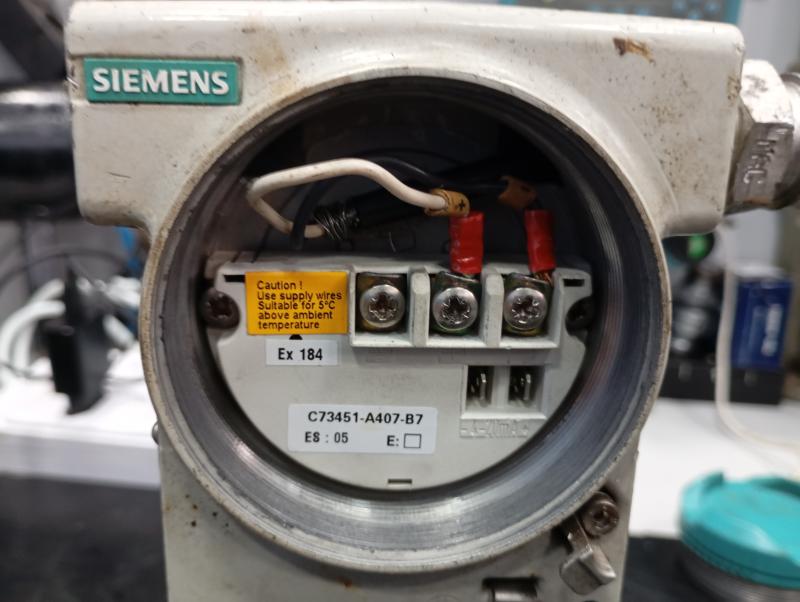 SIEMENS
+
Caution !
Use supply wires
Suitable for 5°C
above ambient
temperature
Ex 184
C73451-A407-B7
ES : 05 E: